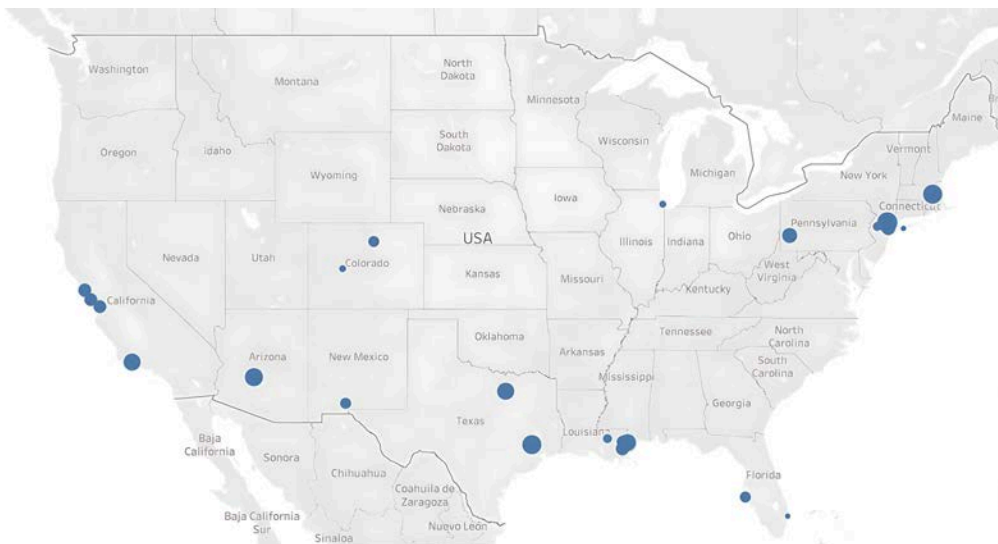 Washington
Montana
North
Dakota
Minnesota
Maine
Oregon
Idaho
South
Dakota
Wisconsin
Vermont
Michigan
New York
Wyoming
Iowa
Connecticut
Nebraska
Pennsylvania
USA
Illinois
Indiana
Ohio
Nevada
Utah
Colorado
Kansas
Missouri
West
Virginia
California
Kentucky
Oklahoma
Tennessee
North
Carolina
Arizona
New Mexico
Arkansas
South
Carolina
Mississippi
Georgia
Texas
Louisiana
Baja
California
Sonora
Chihuahua
Florida
Coahuila de
Zaragoza
Baja California
Sur
Sinaloa
Nuevo León